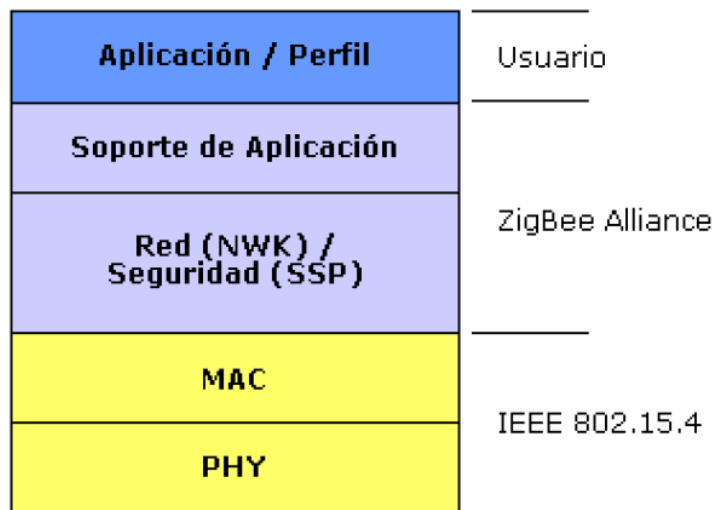 Aplicación / Perfil
Usuario
Soporte de Aplicación
ZigBee Alliance
Red (NWK) /
Seguridad (SSP)
MAC
IEEE 802.15.4
PHY